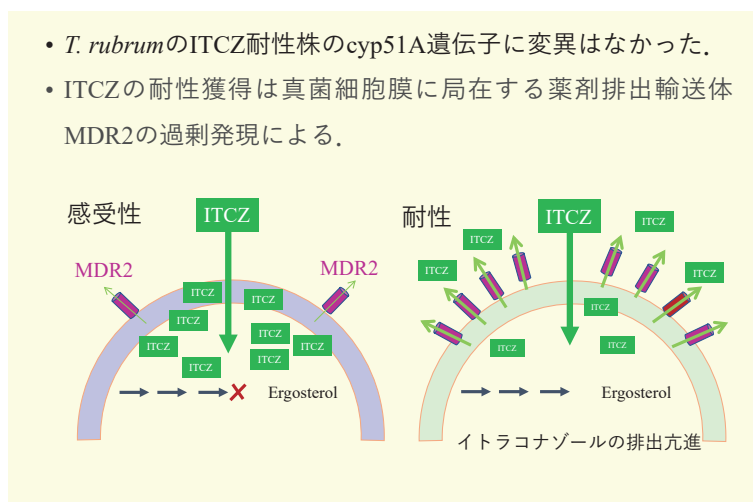 • T. rubrumのITCZ耐性株のcyp51A遺伝子に変異はなかった.
• ITCZの耐性獲得は真菌細胞膜に局在する薬剤排出輸送体
MDR2の過剰発現による.
感受性
ITCZ
MDR2
MDR2
ITCZ
ITCZ
ITCZ
ITCZ
ITCZ
ITCZ
ITCZ
ITCZ
Ergosterol
耐性
ITCZ
ITCZ
ITCZ
ITCZ
ITCZ
ITCZ
ITCZ
ITCZ
ITCZ
ITCZ
Ergosterol
イトラコナゾールの排出亢進